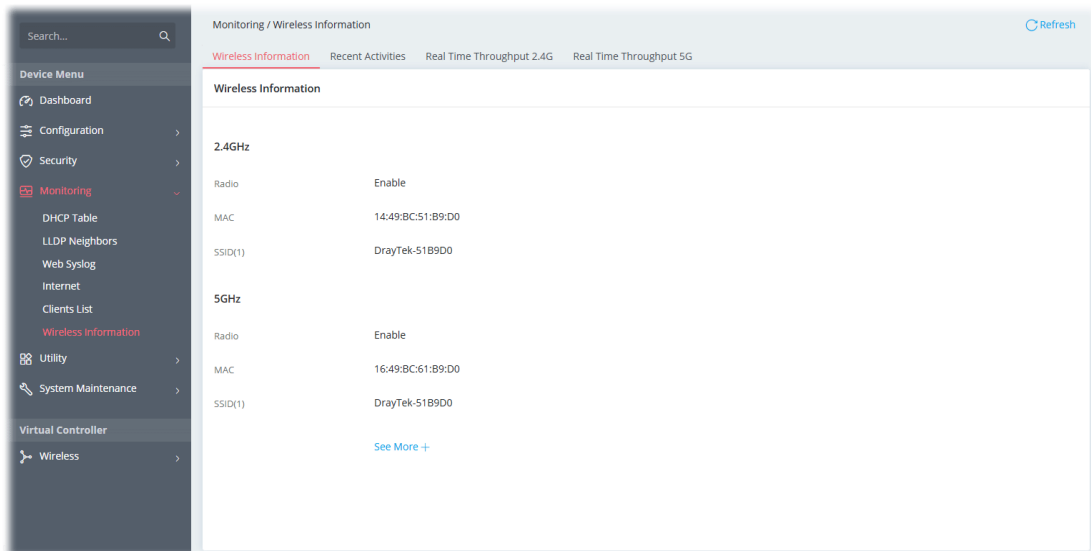 Search...
Device Menu
Dashboard
Configuration
Security
Monitoring
DHCP Table
LLDP Neighbors
Web Syslog
Internet
Clients List
Wireless Information
Utility
System Maintenance
Virtual Controller
Wireless
Monitoring / Wireless Information
Refresh
Wireless Information Recent Activities Real Time Throughput 2.4G Real Time Throughput 5G
Wireless Information
2.4GHz
Radio Enable
MAC 14:49:BC:51:B9:D0
SSID(1) DrayTek-51B9D0
5GHz
Radio Enable
MAC 16:49:BC:61:B9:D0
SSID(1) DrayTek-51B9D0
See More +